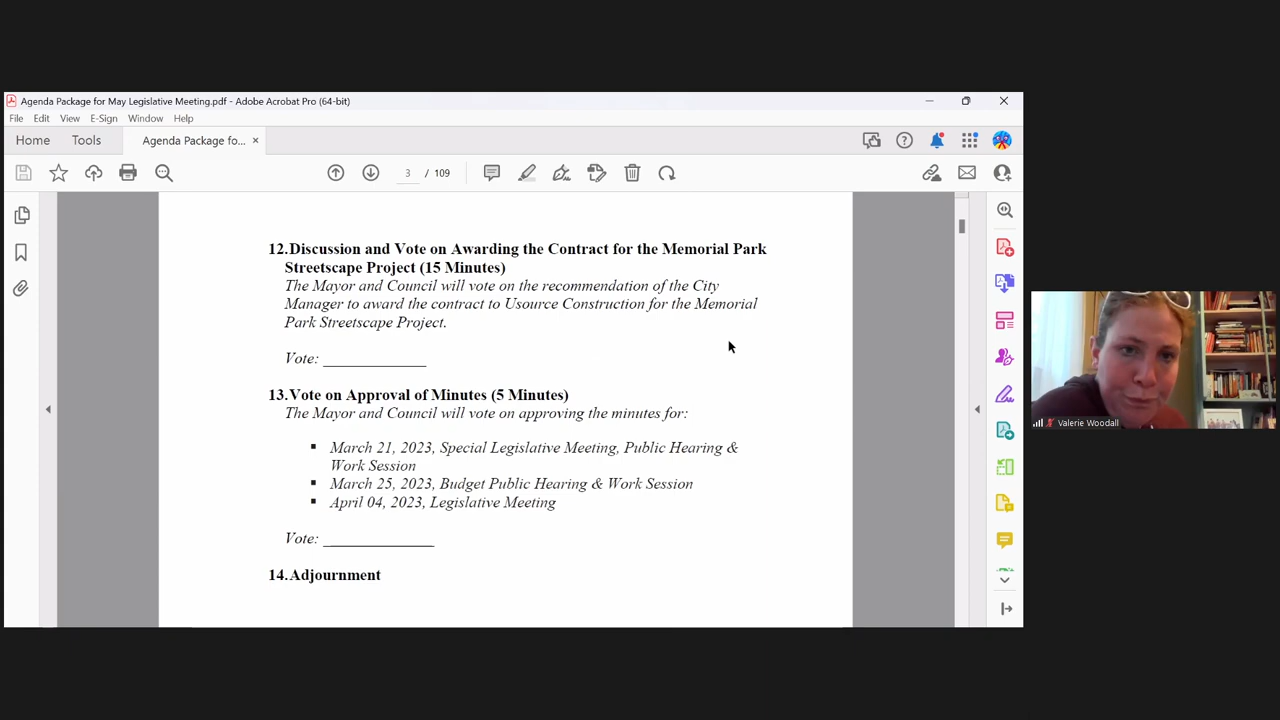 Agenda Package for May Legislative Meeting.pdf - Adobe Acrobat Pro (64-bit)
File Edit View E-Sign Window Help
Home Tools Agenda Package fo... ×
3 / 109
12.Discussion and Vote on Awarding the Contract for the Memorial Park
Streetscape Project (15 Minutes)
The Mayor and Council will vote on the recommendation of the City
Manager to award the contract to Usource Construction for the Memorial
Park Streetscape Project.
Vote: _______________
13.Vote on Approval of Minutes (5 Minutes)
The Mayor and Council will vote on approving the minutes for:
▪ March 21, 2023, Special Legislative Meeting, Public Hearing &
Work Session
▪ March 25, 2023, Budget Public Hearing & Work Session
▪ April 04, 2023, Legislative Meeting
Vote: _______________
14.Adjournment
Valerie Woodall